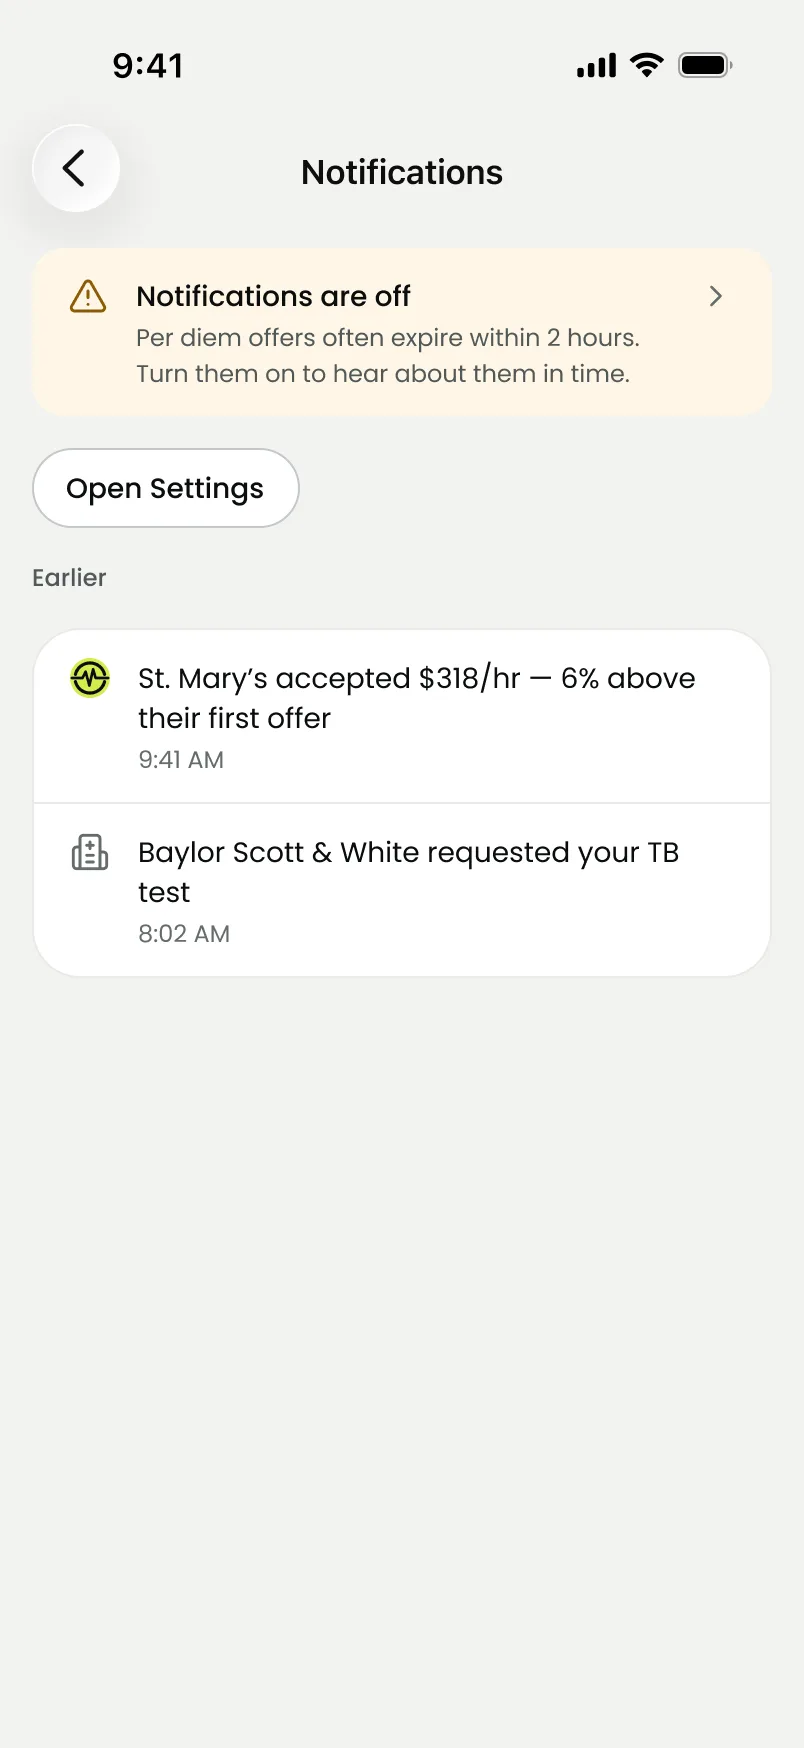 9:41
Notifications
Notifications are off
Per diem offers often expire within 2 hours.
Turn them on to hear about them in time.
Open Settings
Earlier
St. Mary’s accepted $318/hr — 6% above
their first offer
9:41 AM
Baylor Scott & White requested your TB
test
8:02 AM